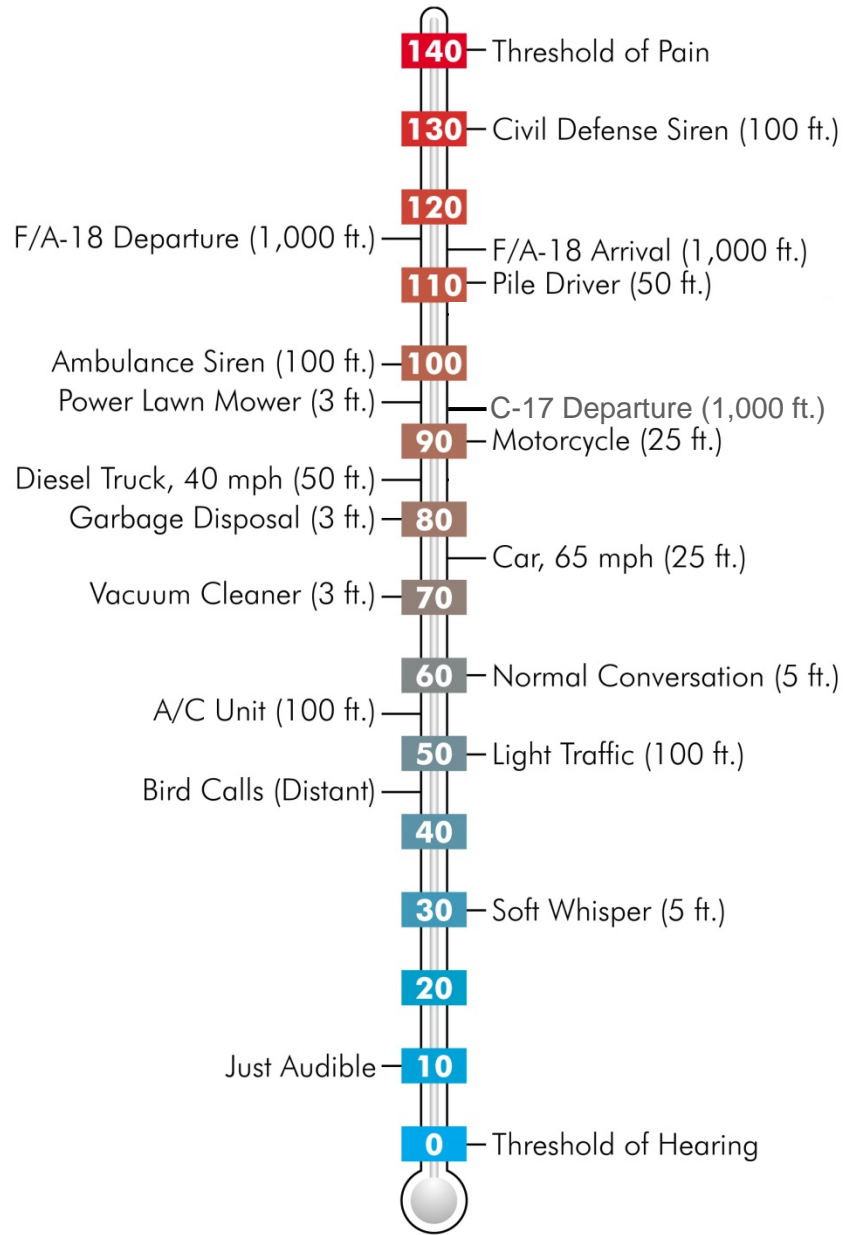 140 Threshold of Pain
130 Civil Defense Siren (100 ft.)
120
F/A-18 Departure (1,000 ft.)
F/A-18 Arrival (1,000 ft.)
110 Pile Driver (50 ft.)
Ambulance Siren (100 ft.) 100
Power Lawn Mower (3 ft.)
C-17 Departure (1,000 ft.)
90 Motorcycle (25 ft.)
Diesel Truck, 40 mph (50 ft.)
Garbage Disposal (3 ft.) 80
Car, 65 mph (25 ft.)
Vacuum Cleaner (3 ft.) 70
60 Normal Conversation (5 ft.)
A/C Unit (100 ft.)
50 Light Traffic (100 ft.)
Bird Calls (Distant)
40
30 Soft Whisper (5 ft.)
20
Just Audible 10
0 Threshold of Hearing